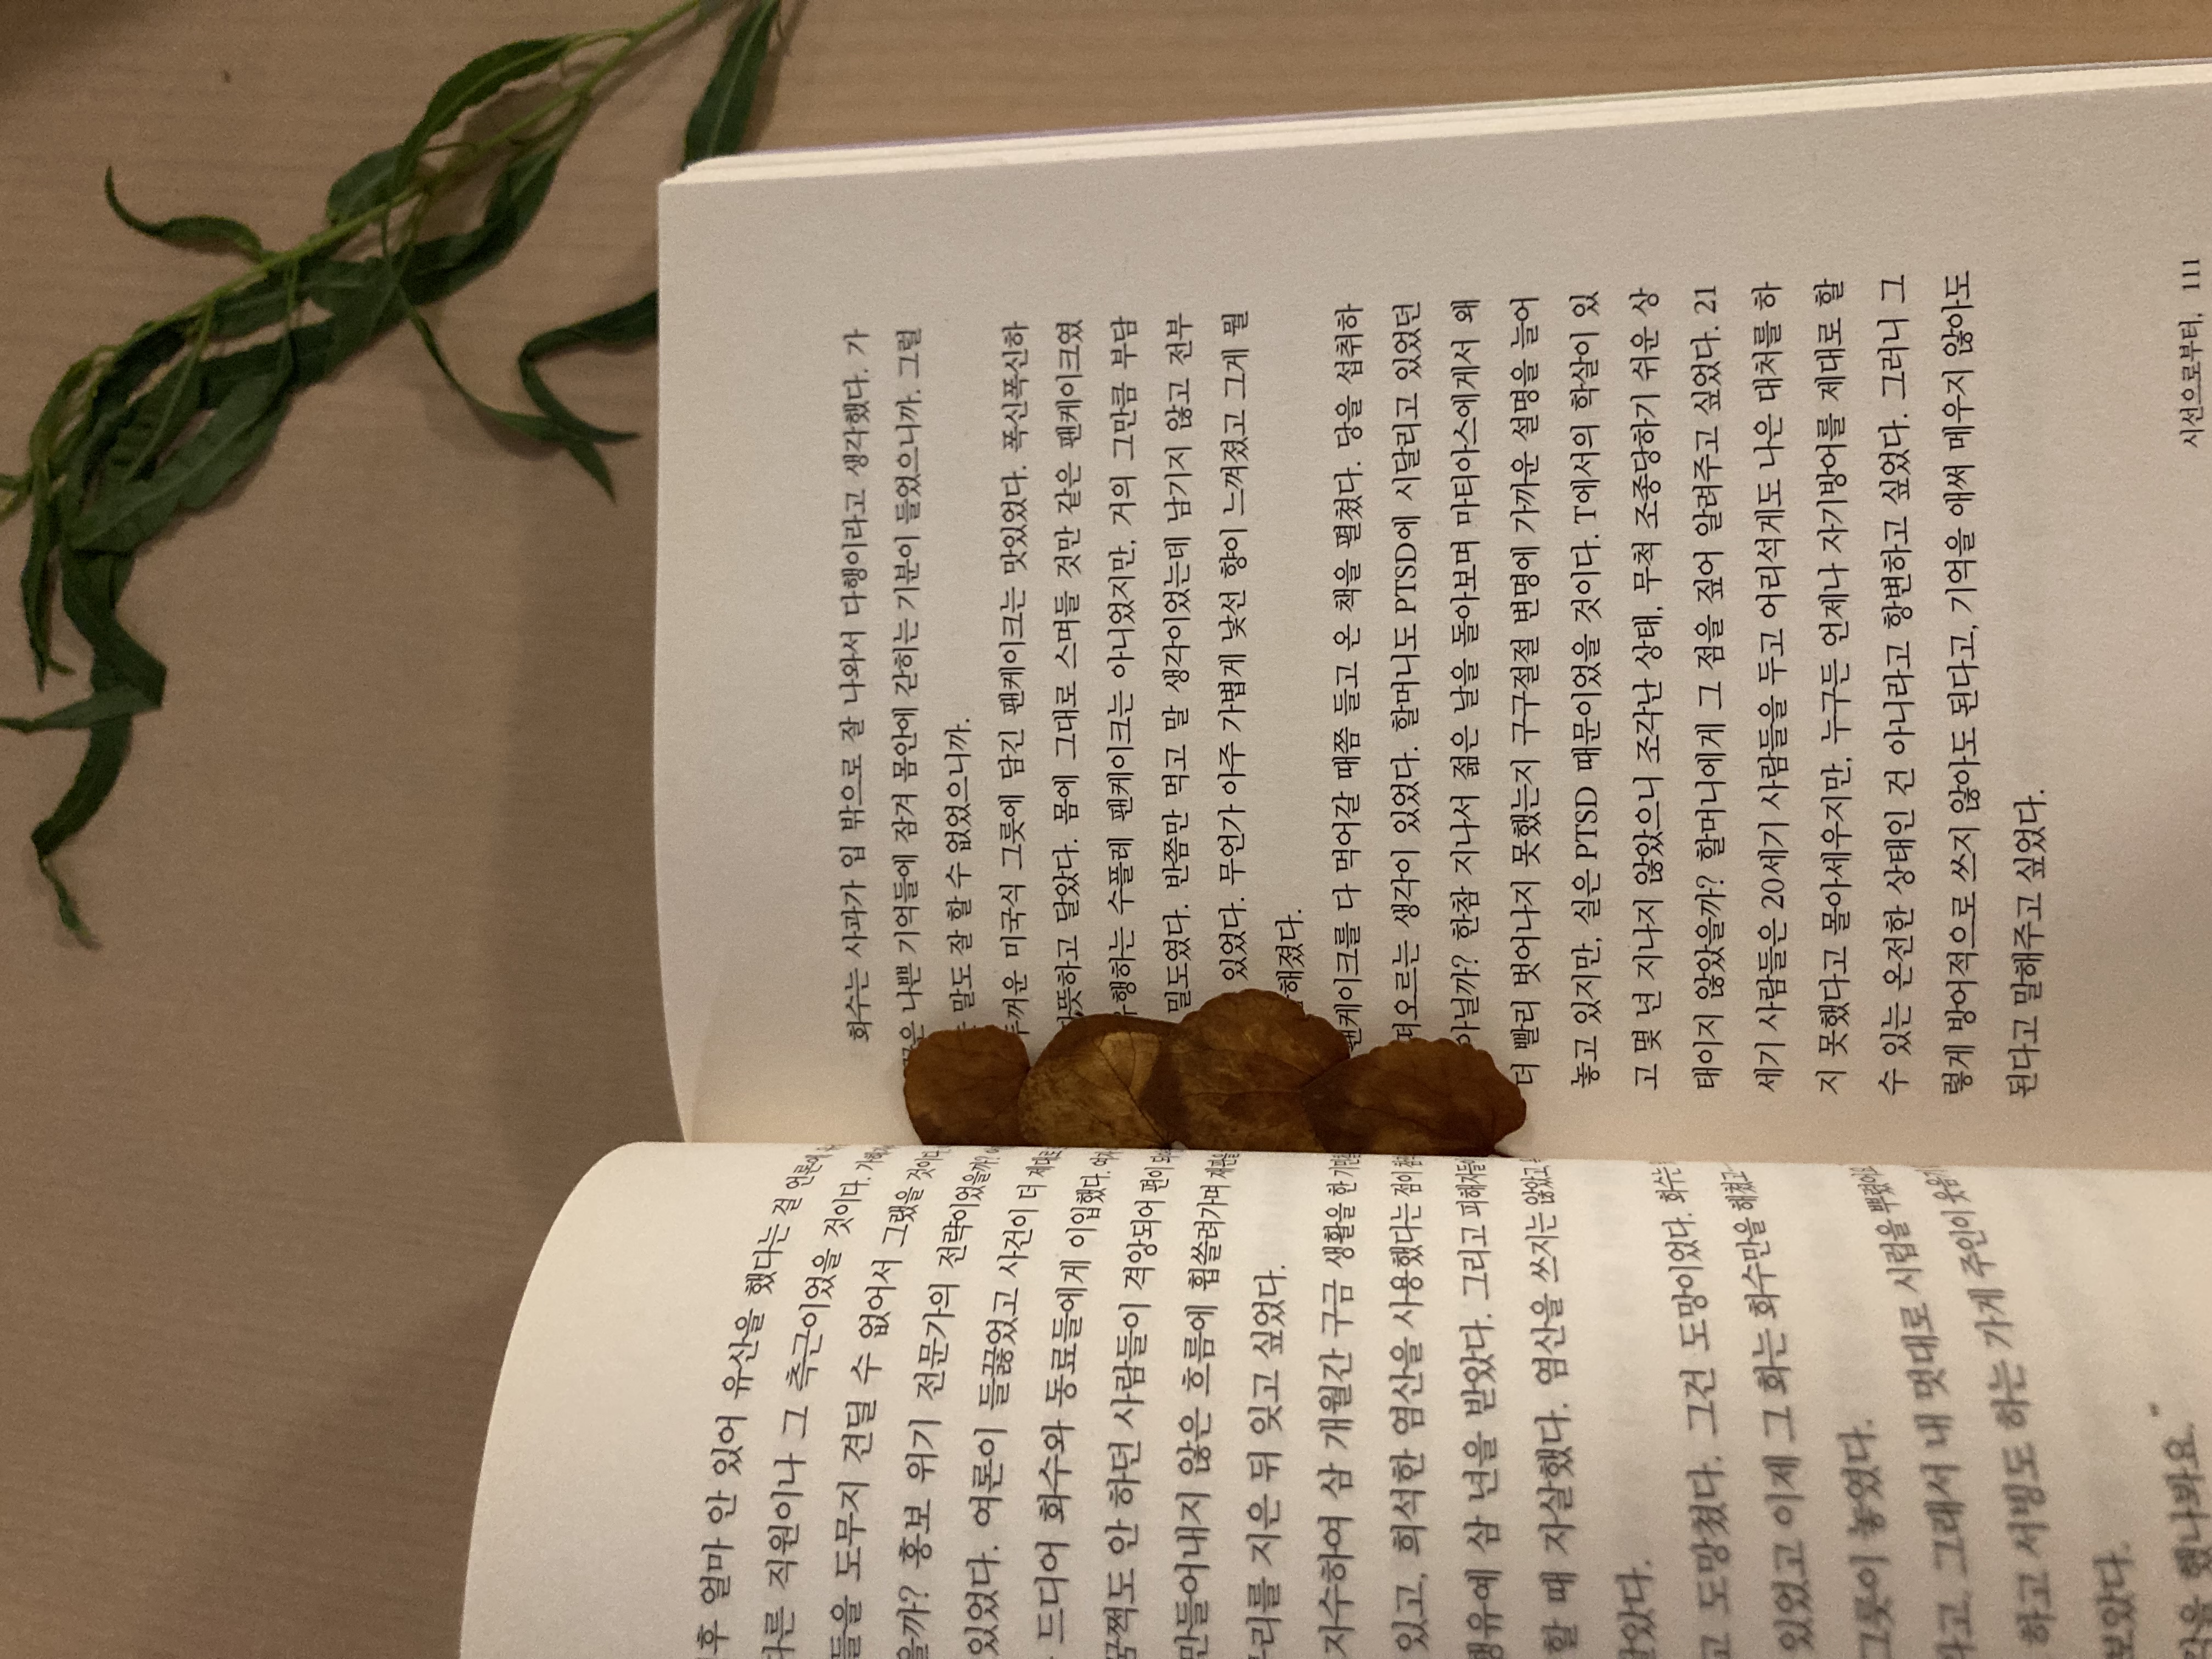 후 얼마 안 있어 유산을 했다는 걸 언론에
다른 직원이나 그 측근이었을 것이다.
들을 도무지 견딜 수 없어서 그랬을 것이다.
을까? 홍보 위기 전문가의 전략이었을까?
있었다. 여론이 들끓었고 사건이 더 제대로
드디어 화수와 동료들에게 이입했다.
꿈쩍도 안 하던 사람들이 격앙되어 편이
만들어내지 않은 흐름에 휩쓸려가며 재판을
무리를 지은 뒤 잊고 싶었다.
자수하여 삼 개월간 구금 생활을 한
있고, 희석한 염산을 사용했다는 점이
행유예 삼 년을 받았다. 그리고
할 때 자살했다. 염산을 쓰지는 않았고
았다.
고 도망쳤다. 그건 도망이었다. 화수는
있었고 이제 그 화는 화수만을 해쳤고
그릇이 놓였다.
라고, 그래서 내 멋대로 시럽을 뿌렸어요
하고 서빙도 하는 가게 주인이
보았다.
했나봐요."
화수는 사과가 입 밖으로 잘 나와서 다행이라고 생각했다. 가
은 나쁜 기억들에 잠겨 몸안에 갇히는 기분이 들었으니까. 그럴
말도 잘 할 수 없었으니까.
두꺼운 미국식 그릇에 담긴 팬케이크는 맛있었다. 폭신폭신하
따뜻하고 달았다. 몸에 그대로 스며들 것만 같은 팬케이크였
유행하는 수플레 팬케이크는 아니었지만, 거의 그만큼 부담
밀도였다. 반쯤만 먹고 말 생각이었는데 남기지 않고 전부
있었다. 무언가 아주 가볍게 낯선 향이 느껴졌고 그게 뭘
해졌다.
팬케이크를 다 먹어갈 때쯤 들고 온 책을 펼쳤다. 당을 섭취하
떠오르는 생각이 있었다. 할머니도 PTSD에 시달리고 있었던
아닐까? 한참 지나서 젊은 날을 돌아보며 마티아스에게서 왜
더 빨리 벗어나지 못했는지 구구절절 변명에 가까운 설명을 늘어
놓고 있지만, 실은 PTSD 때문이었을 것이다. T에서의 학살이 있
고 몇 년 지나지 않았으니 조각난 상태, 무척 조종당하기 쉬운 상
태이지 않았을까? 할머니에게 그 점을 짚어 알려주고 싶었다. 21
세기 사람들은 20세기 사람들을 두고 어리석게도 나은 대처를 하
지 못했다고 몰아세우지만, 누구든 언제나 자기방어를 제대로 할
수 있는 온전한 상태인 건 아니라고 항변하고 싶었다. 그러니 그
렇게 방어적으로 쓰지 않아도 된다고, 기억을 애써 메우지 않아도
된다고 말해주고 싶었다.
시선으로부터, 111